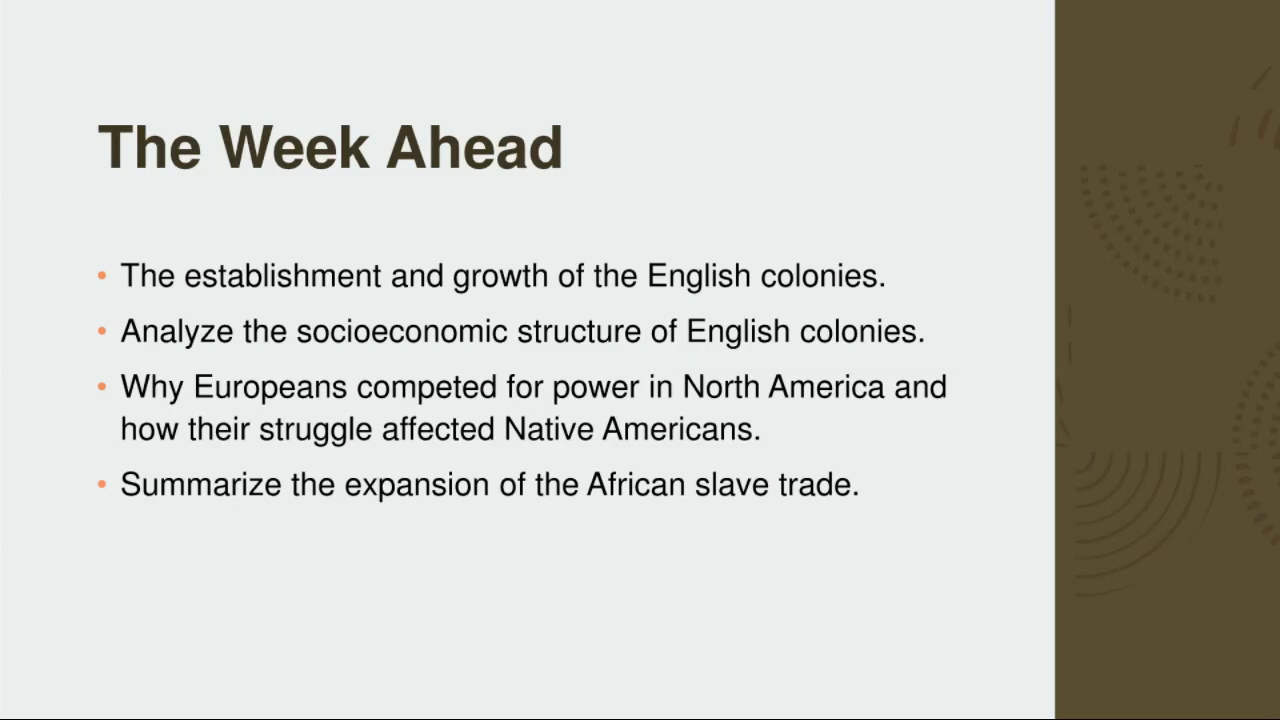 The Week Ahead
• The establishment and growth of the English colonies.
• Analyze the socioeconomic structure of English colonies.
• Why Europeans competed for power in North America and
how their struggle affected Native Americans.
• Summarize the expansion of the African slave trade.